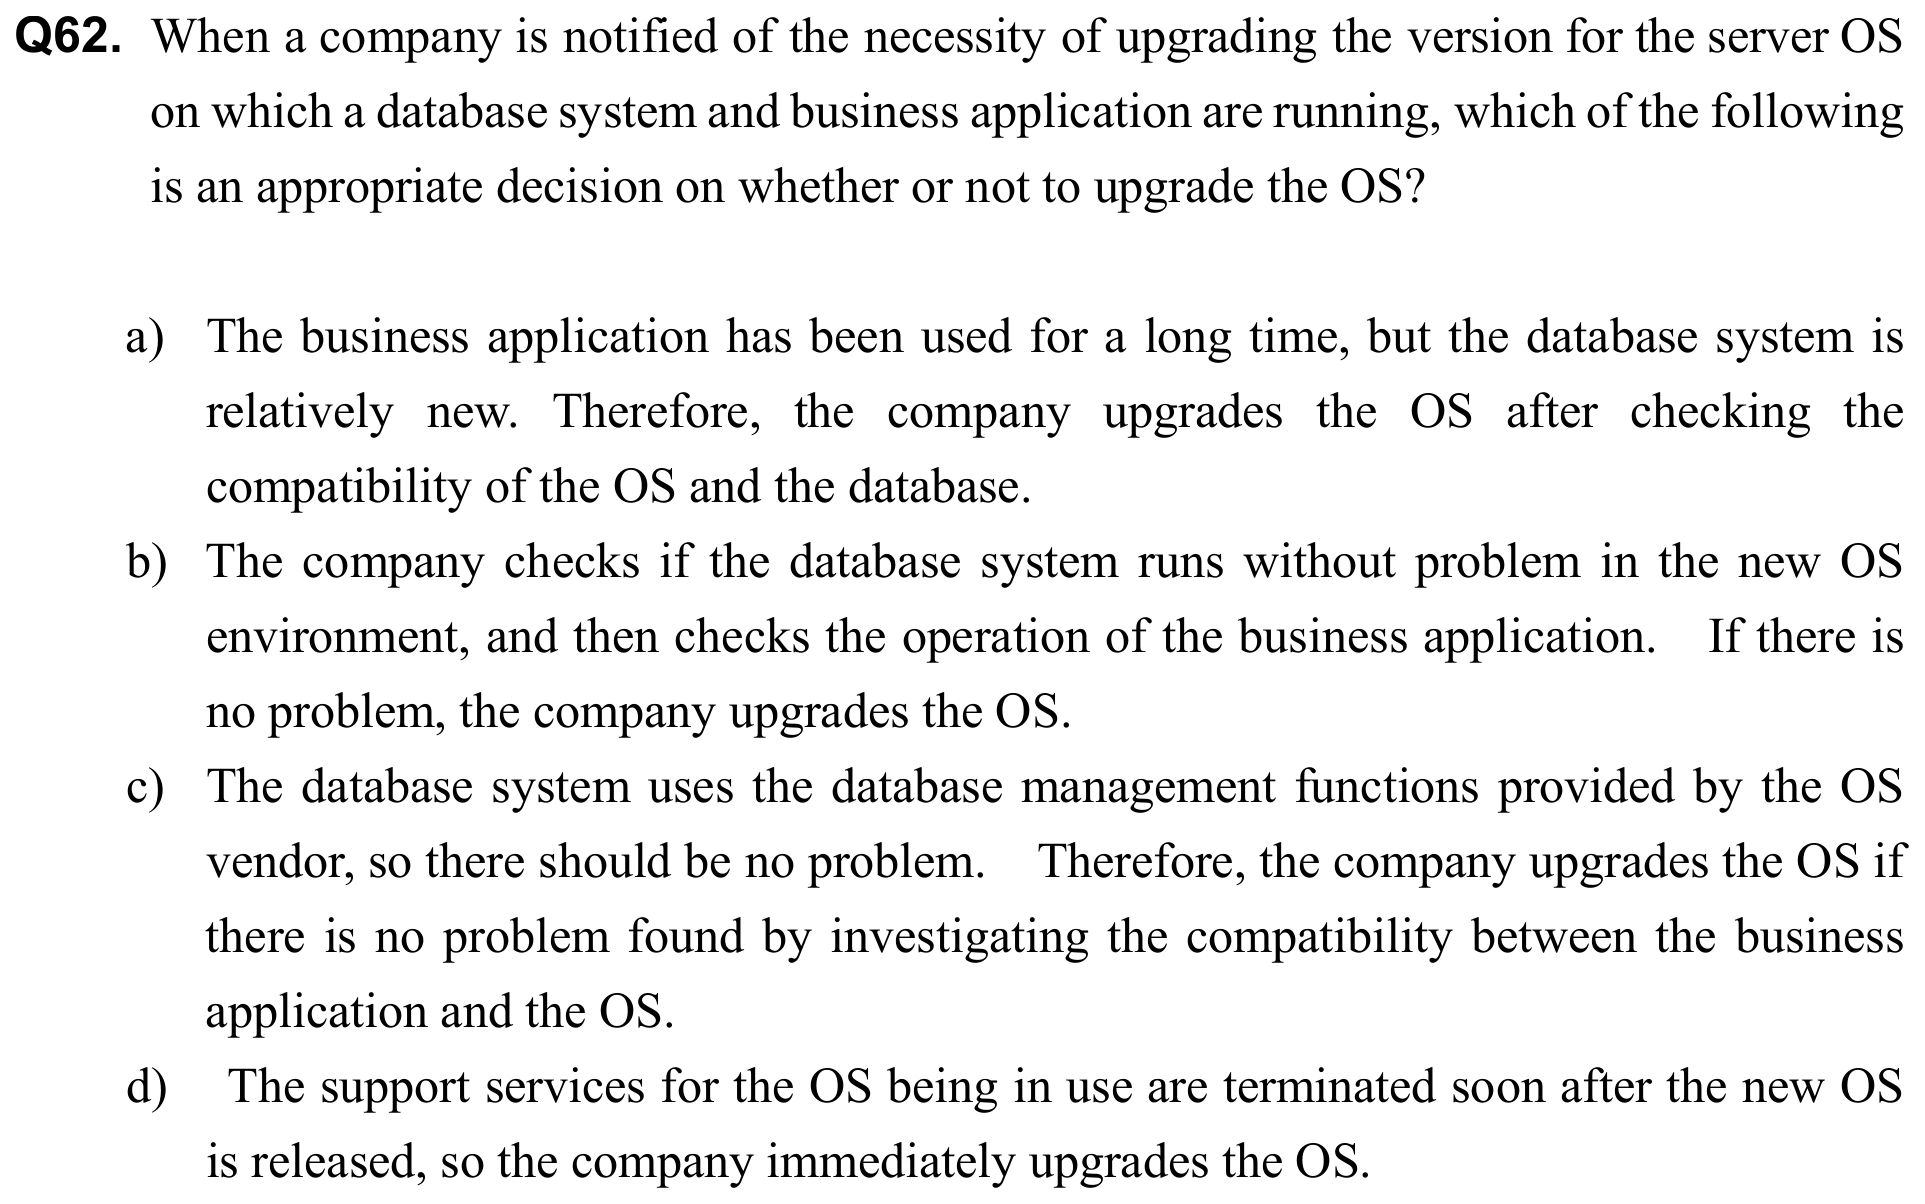 Q62. When a company is notified of the necessity of upgrading the version for the server OS
on which a database system and business application are running, which of the following
is an appropriate decision on whether or not to upgrade the OS?
a) The business application has been used for a long time, but the database system is
relatively new. Therefore, the company upgrades the OS after checking the
compatibility of the OS and the database.
b) The company checks if the database system runs without problem in the new OS
environment, and then checks the operation of the business application. If there is
no problem, the company upgrades the OS.
c) The database system uses the database management functions provided by the OS
vendor, so there should be no problem. Therefore, the company upgrades the OS if
there is no problem found by investigating the compatibility between the business
application and the OS.
d) The support services for the OS being in use are terminated soon after the new OS
is released, so the company immediately upgrades the OS.